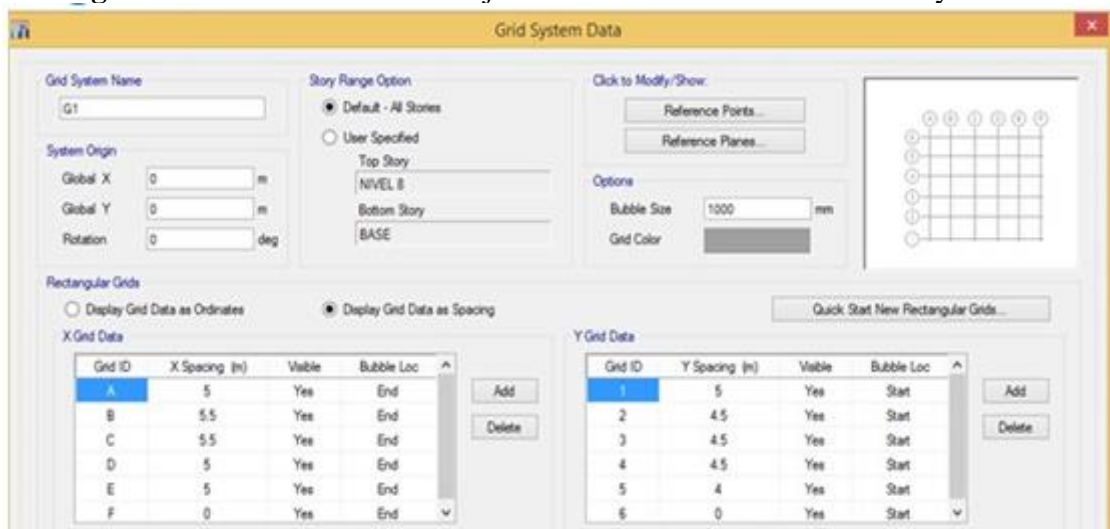 Grid System Data
Grid System Name
G1
System Origin
Global X 0 m
Global Y 0 m
Rotation 0 deg
Story Range Option
Default - All Stories
User Specified
Top Story
NIVEL 8
Bottom Story
BASE
Click to Modify/Show:
Reference Points...
Reference Planes...
Options
Bubble Size 1000 mm
Grid Color
Rectangular Grids
Display Grid Data as Ordinates
Display Grid Data as Spacing
Quick Start New Rectangular Grids...
X Grid Data
Grid ID X Spacing (m) Visible Bubble Loc
A 5 Yes End
B 5.5 Yes End
C 5.5 Yes End
D 5 Yes End
E 5 Yes End
F 0 Yes End
Add
Delete
Y Grid Data
Grid ID Y Spacing (m) Visible Bubble Loc
1 5 Yes Start
2 4.5 Yes Start
3 4.5 Yes Start
4 4.5 Yes Start
5 4 Yes Start
6 0 Yes Start
Add
Delete